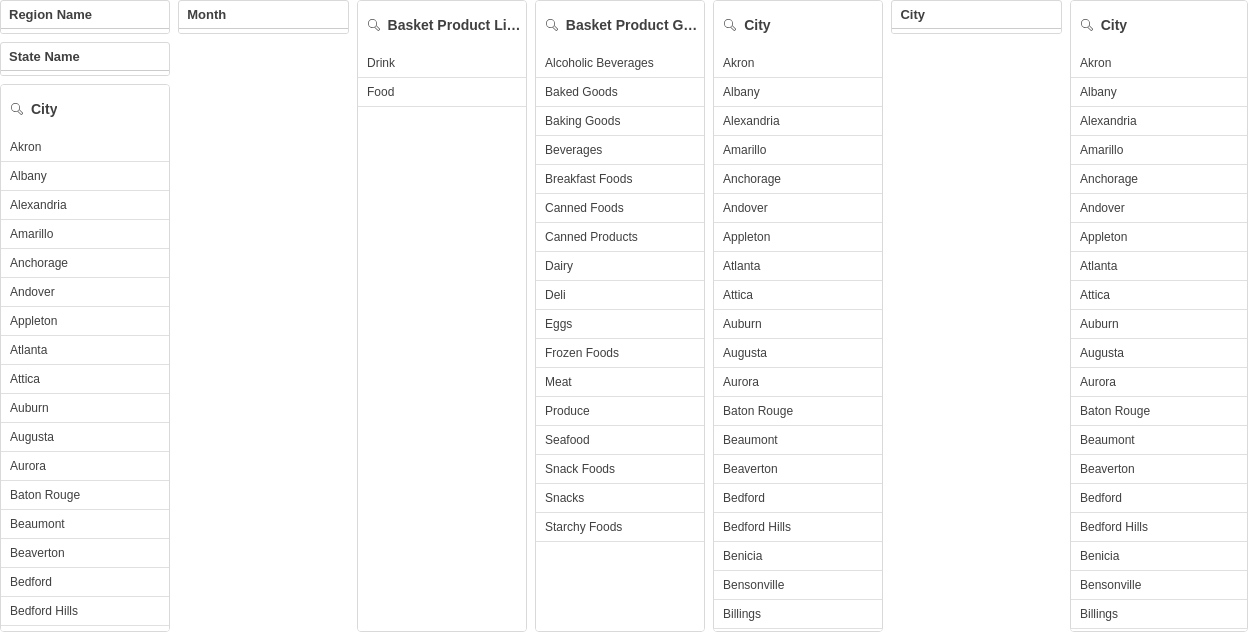 Region Name
State Name
City
Akron
Albany
Alexandria
Amarillo
Anchorage
Andover
Appleton
Atlanta
Attica
Auburn
Augusta
Aurora
Baton Rouge
Beaumont
Beaverton
Bedford
Bedford Hills
Month
Basket Product Li…
Drink
Food
Basket Product G…
Alcoholic Beverages
Baked Goods
Baking Goods
Beverages
Breakfast Foods
Canned Foods
Canned Products
Dairy
Deli
Eggs
Frozen Foods
Meat
Produce
Seafood
Snack Foods
Snacks
Starchy Foods
City
Akron
Albany
Alexandria
Amarillo
Anchorage
Andover
Appleton
Atlanta
Attica
Auburn
Augusta
Aurora
Baton Rouge
Beaumont
Beaverton
Bedford
Bedford Hills
Benicia
Bensonville
Billings
City
City
Akron
Albany
Alexandria
Amarillo
Anchorage
Andover
Appleton
Atlanta
Attica
Auburn
Augusta
Aurora
Baton Rouge
Beaumont
Beaverton
Bedford
Bedford Hills
Benicia
Bensonville
Billings